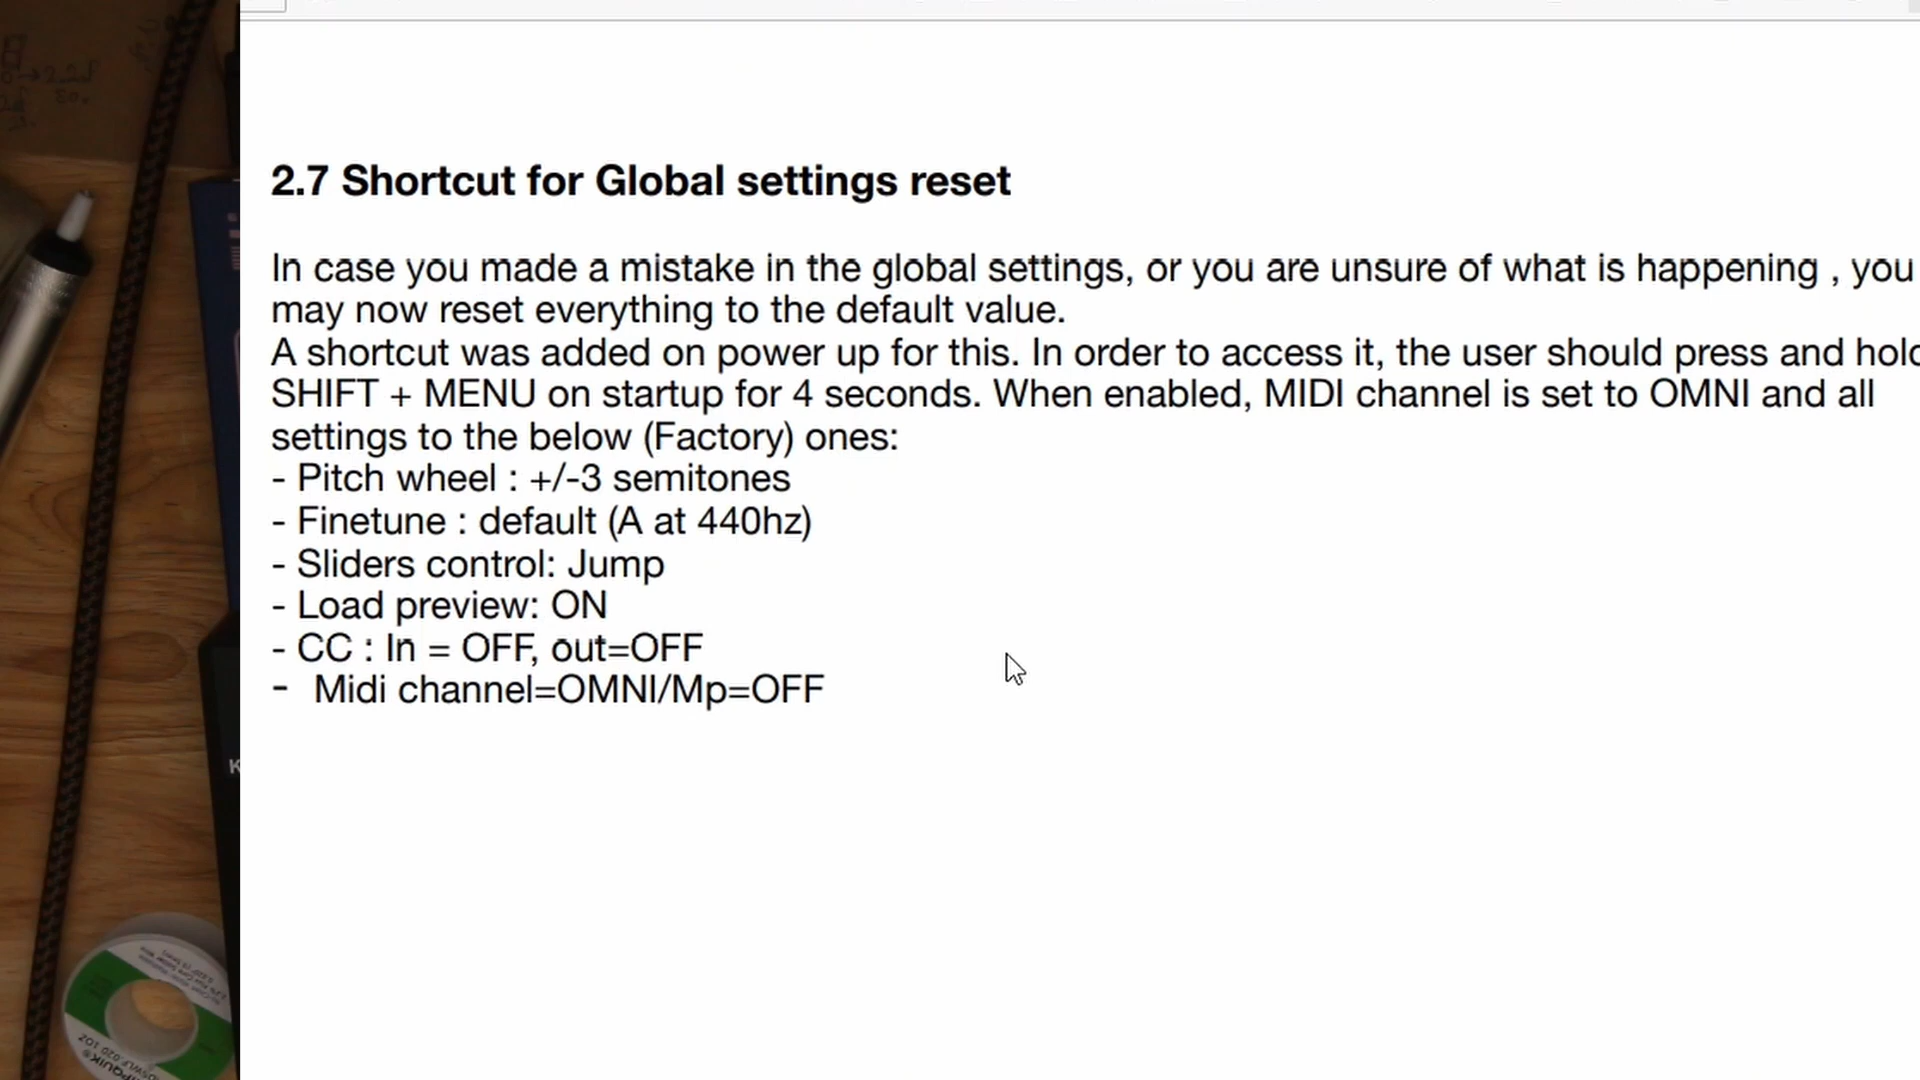 2.7 Shortcut for Global settings reset
In case you made a mistake in the global settings, or you are unsure of what is happening , you
may now reset everything to the default value.
A shortcut was added on power up for this. In order to access it, the user should press and hold
SHIFT + MENU on startup for 4 seconds. When enabled, MIDI channel is set to OMNI and all
settings to the below (Factory) ones:
- Pitch wheel : +/-3 semitones
- Finetune : default (A at 440hz)
- Sliders control: Jump
- Load preview: ON
- CC : In = OFF, out=OFF
- Midi channel=OMNI/Mp=OFF
K